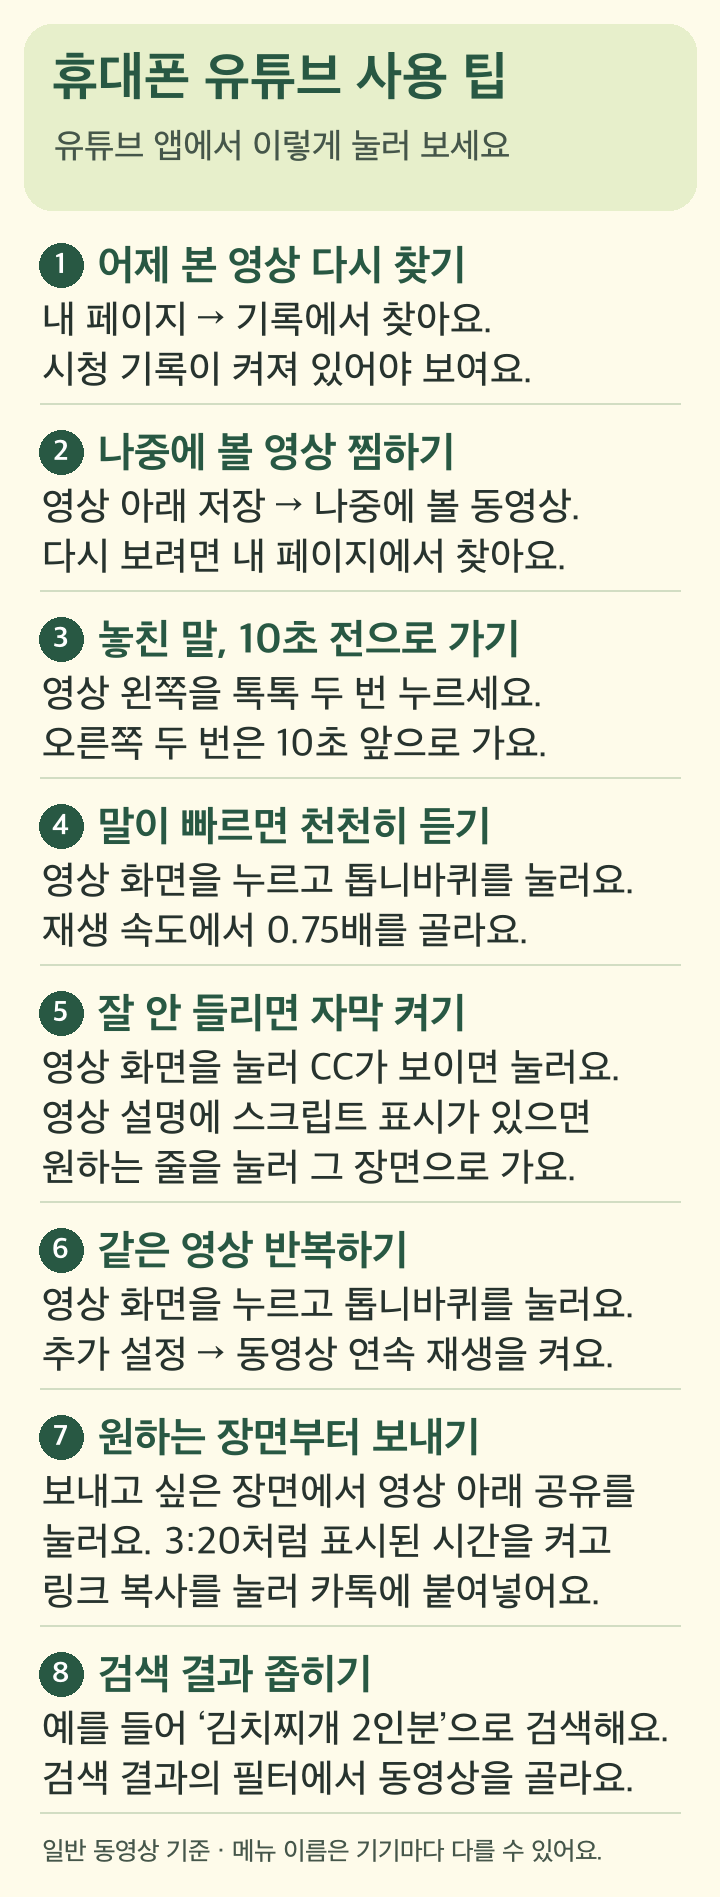 휴대폰 유튜브 사용 팁
유튜브 앱에서 이렇게 눌러 보세요
1 어제 본 영상 다시 찾기
내 페이지 → 기록에서 찾아요.
시청 기록이 켜져 있어야 보여요.
2 나중에 볼 영상 찜하기
영상 아래 저장 → 나중에 볼 동영상.
다시 보려면 내 페이지에서 찾아요.
3 놓친 말, 10초 전으로 가기
영상 왼쪽을 톡톡 두 번 누르세요.
오른쪽 두 번은 10초 앞으로 가요.
4 말이 빠르면 천천히 듣기
영상 화면을 누르고 톱니바퀴를 눌러요.
재생 속도에서 0.75배를 골라요.
5 잘 안 들리면 자막 켜기
영상 화면을 눌러 CC가 보이면 눌러요.
영상 설명에 스크립트 표시가 있으면
원하는 줄을 눌러 그 장면으로 가요.
6 같은 영상 반복하기
영상 화면을 누르고 톱니바퀴를 눌러요.
추가 설정 → 동영상 연속 재생을 켜요.
7 원하는 장면부터 보내기
보내고 싶은 장면에서 영상 아래 공유를
눌러요. 3:20처럼 표시된 시간을 켜고
링크 복사를 눌러 카톡에 붙여넣어요.
8 검색 결과 좁히기
예를 들어 ‘김치찌개 2인분’으로 검색해요.
검색 결과의 필터에서 동영상을 골라요.
일반 동영상 기준 · 메뉴 이름은 기기마다 다를 수 있어요.